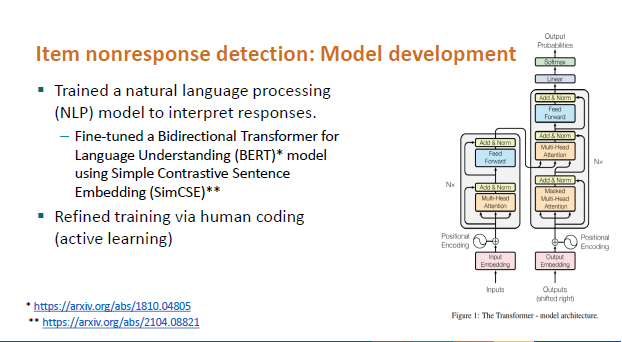 Item nonresponse detection: Model development
▪ Trained a natural language processing
(NLP) model to interpret responses.
– Fine-tuned a Bidirectional Transformer for
Language Understanding (BERT)* model
using Simple Contrastive Sentence
Embedding (SimCSE)**
▪ Refined training via human coding
(active learning)
* https://arxiv.org/abs/1810.04805
** https://arxiv.org/abs/2104.08821
Output
Probabilities
Softmax
Linear
Add & Norm
Feed
Forward
Add & Norm
Multi-Head
Attention
Add & Norm
Masked
Multi-Head
Attention
Nx
Add & Norm
Feed
Forward
Add & Norm
Multi-Head
Attention
Nx
Positional
Encoding
Positional
Encoding
Input
Embedding
Output
Embedding
Inputs
Outputs
(shifted right)
Figure 1: The Transformer - model architecture.